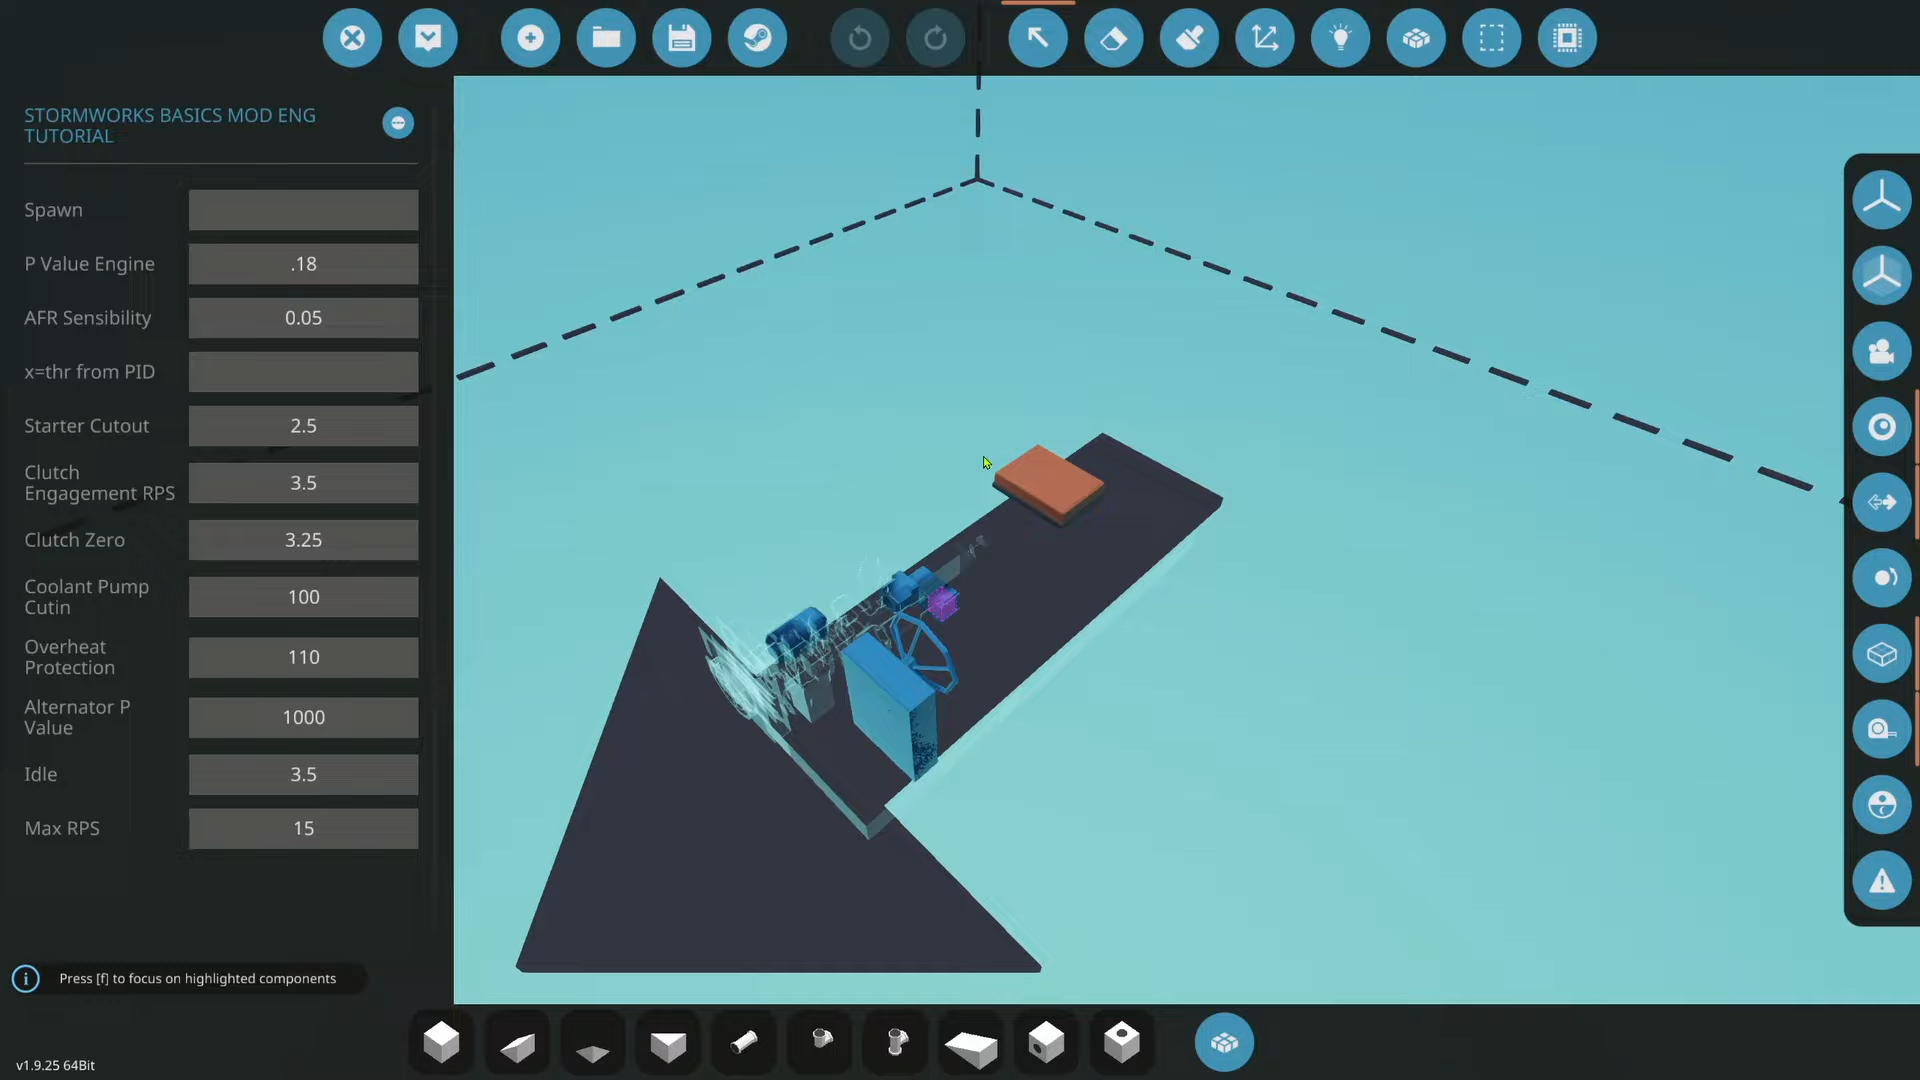 STORMWORKS BASICS MOD ENG
TUTORIAL
Spawn
P Value Engine
.18
AFR Sensibility
0.05
x=thr from PID
Starter Cutout
2.5
Clutch
Engagement RPS
3.5
Clutch Zero
3.25
Coolant Pump
Cutin
100
Overheat
Protection
110
Alternator P
Value
1000
Idle
3.5
Max RPS
15
Press [f] to focus on highlighted components
v1.9.25 64Bit